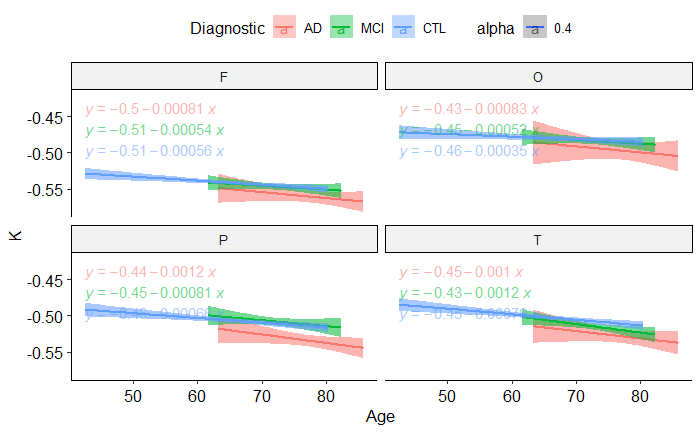 Diagnostic a AD a MCI a CTL alpha a 0.4
F O
y = −0.5 − 0.00081 x y = −0.43 − 0.00083 x
y = −0.51 − 0.00054 x y = −0.45 − 0.00052 x
y = −0.51 − 0.00056 x y = −0.46 − 0.00035 x
-0.45
-0.50
-0.55
K
P T
y = −0.44 − 0.0012 x y = −0.45 − 0.001 x
y = −0.45 − 0.00081 x y = −0.43 − 0.0012 x
-0.45
-0.50
-0.55
50 60 70 80 50 60 70 80
Age